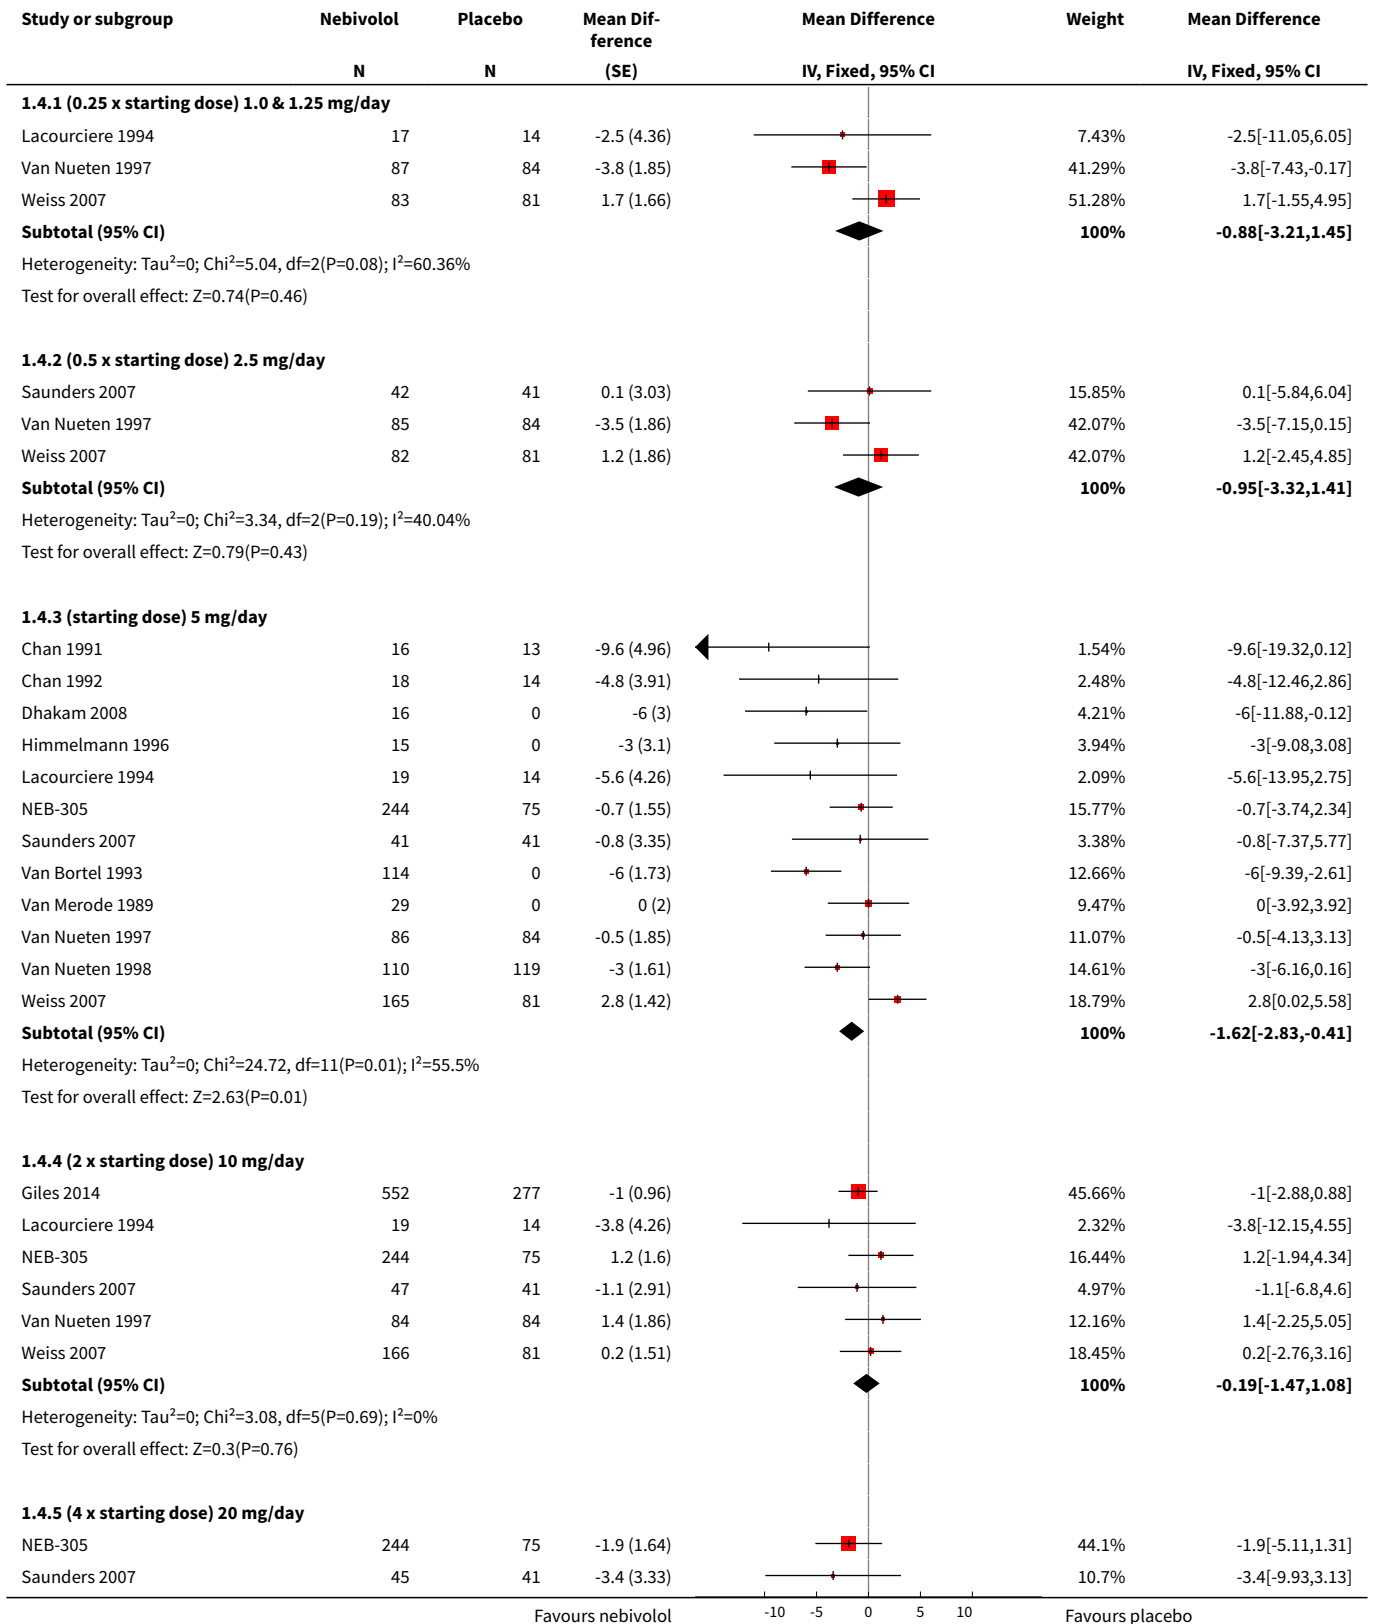 Study or subgroup Nebivolol Placebo Mean Dif- Mean Difference Weight Mean Difference
ference
N N (SE) IV, Fixed, 95% CI IV, Fixed, 95% CI
1.4.1 (0.25 x starting dose) 1.0 & 1.25 mg/day
Lacourciere 1994 17 14 -2.5 (4.36) 7.43% -2.5[-11.05,6.05]
Van Nueten 1997 87 84 -3.8 (1.85) 41.29% -3.8[-7.43,-0.17]
Weiss 2007 83 81 1.7 (1.66) 51.28% 1.7[-1.55,4.95]
Subtotal (95% CI) 100% -0.88[-3.21,1.45]
Heterogeneity: Tau²=0; Chi²=5.04, df=2(P=0.08); I²=60.36%
Test for overall effect: Z=0.74(P=0.46)
1.4.2 (0.5 x starting dose) 2.5 mg/day
Saunders 2007 42 41 0.1 (3.03) 15.85% 0.1[-5.84,6.04]
Van Nueten 1997 85 84 -3.5 (1.86) 42.07% -3.5[-7.15,0.15]
Weiss 2007 82 81 1.2 (1.86) 42.07% 1.2[-2.45,4.85]
Subtotal (95% CI) 100% -0.95[-3.32,1.41]
Heterogeneity: Tau²=0; Chi²=3.34, df=2(P=0.19); I²=40.04%
Test for overall effect: Z=0.79(P=0.43)
1.4.3 (starting dose) 5 mg/day
Chan 1991 16 13 -9.6 (4.96) 1.54% -9.6[-19.32,0.12]
Chan 1992 18 14 -4.8 (3.91) 2.48% -4.8[-12.46,2.86]
Dhakam 2008 16 0 -6 (3) 4.21% -6[-11.88,-0.12]
Himmelmann 1996 15 0 -3 (3.1) 3.94% -3[-9.08,3.08]
Lacourciere 1994 19 14 -5.6 (4.26) 2.09% -5.6[-13.95,2.75]
NEB-305 244 75 -0.7 (1.55) 15.77% -0.7[-3.74,2.34]
Saunders 2007 41 41 -0.8 (3.35) 3.38% -0.8[-7.37,5.77]
Van Bortel 1993 114 0 -6 (1.73) 12.66% -6[-9.39,-2.61]
Van Merode 1989 29 0 0 (2) 9.47% 0[-3.92,3.92]
Van Nueten 1997 86 84 -0.5 (1.85) 11.07% -0.5[-4.13,3.13]
Van Nueten 1998 110 119 -3 (1.61) 14.61% -3[-6.16,0.16]
Weiss 2007 165 81 2.8 (1.42) 18.79% 2.8[0.02,5.58]
Subtotal (95% CI) 100% -1.62[-2.83,-0.41]
Heterogeneity: Tau²=0; Chi²=24.72, df=11(P=0.01); I²=55.5%
Test for overall effect: Z=2.63(P=0.01)
1.4.4 (2 x starting dose) 10 mg/day
Giles 2014 552 277 -1 (0.96) 45.66% -1[-2.88,0.88]
Lacourciere 1994 19 14 -3.8 (4.26) 2.32% -3.8[-12.15,4.55]
NEB-305 244 75 1.2 (1.6) 16.44% 1.2[-1.94,4.34]
Saunders 2007 47 41 -1.1 (2.91) 4.97% -1.1[-6.8,4.6]
Van Nueten 1997 84 84 1.4 (1.86) 12.16% 1.4[-2.25,5.05]
Weiss 2007 166 81 0.2 (1.51) 18.45% 0.2[-2.76,3.16]
Subtotal (95% CI) 100% -0.19[-1.47,1.08]
Heterogeneity: Tau²=0; Chi²=3.08, df=5(P=0.69); I²=0%
Test for overall effect: Z=0.3(P=0.76)
1.4.5 (4 x starting dose) 20 mg/day
NEB-305 244 75 -1.9 (1.64) 44.1% -1.9[-5.11,1.31]
Saunders 2007 45 41 -3.4 (3.33) 10.7% -3.4[-9.93,3.13]
Favours nebivolol -10 -5 0 5 10 Favours placebo